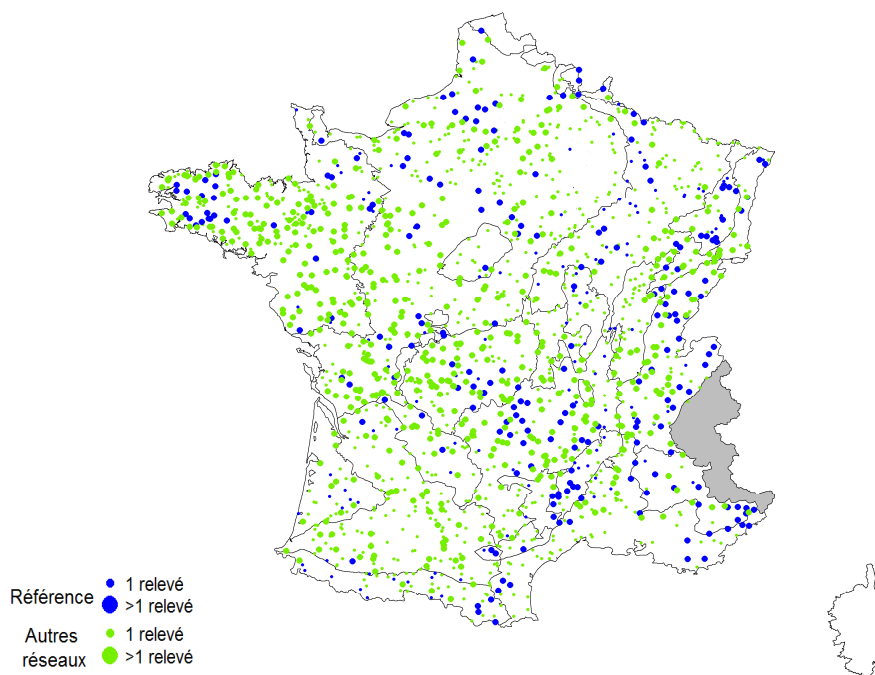 Référence
1 relevé
>1 relevé
Autres
réseaux
1 relevé
>1 relevé